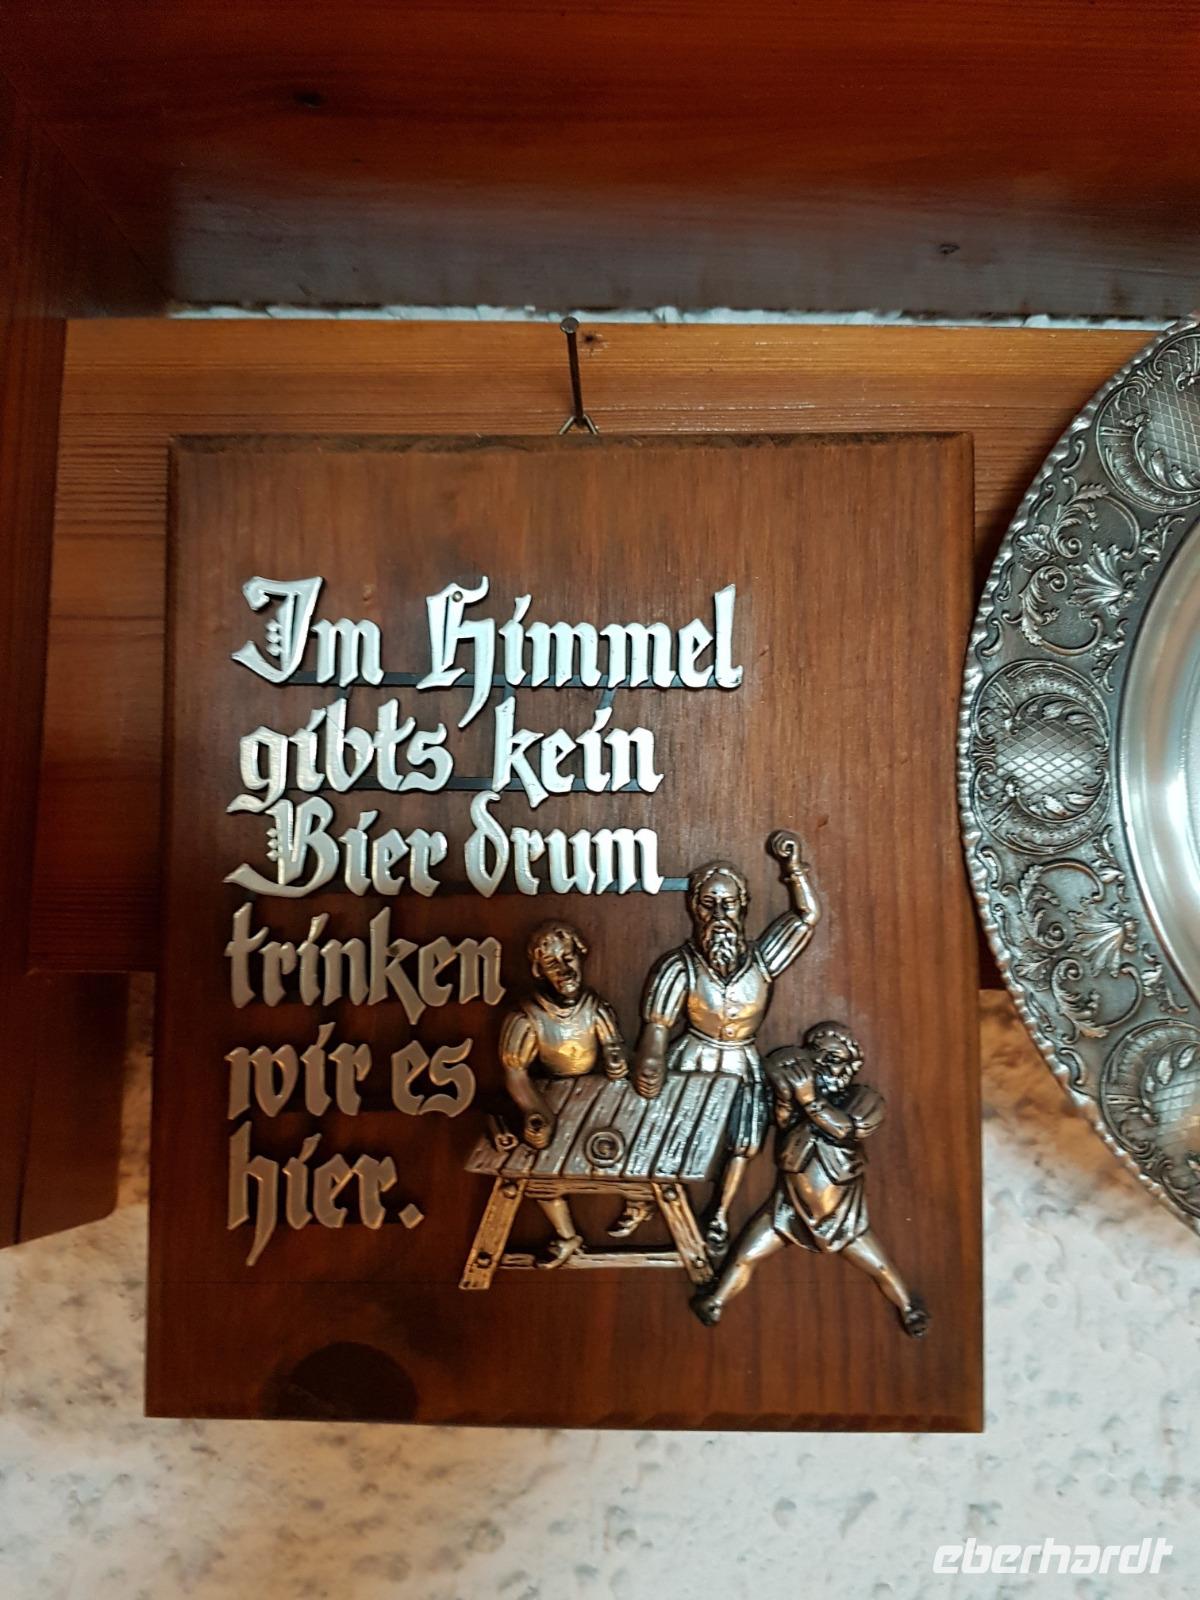 Im Himmel
gibts kein
Bier drum
trinken
wir es
hier.
eberhardt